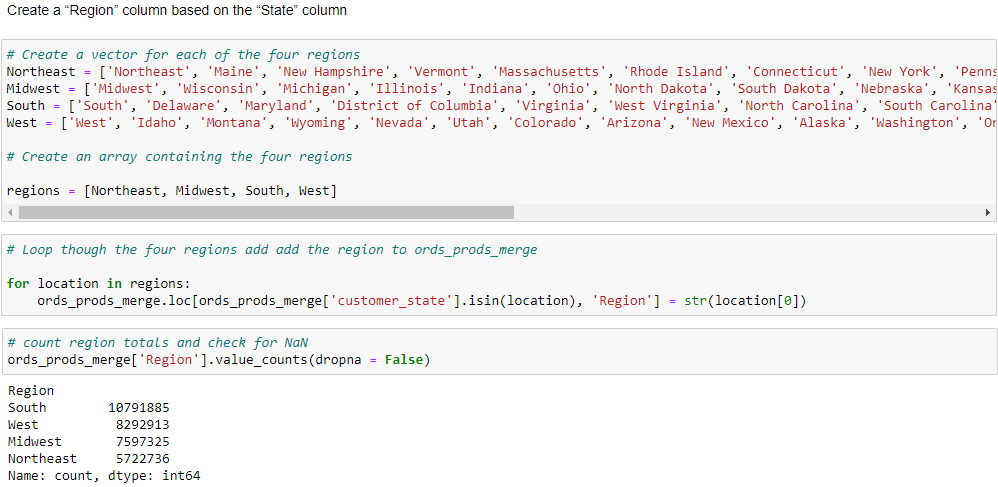 Create a “Region” column based on the “State” column
# Create a vector for each of the four regions
Northeast = ['Northeast', 'Maine', 'New Hampshire', 'Vermont', 'Massachusetts', 'Rhode Island', 'Connecticut', 'New York', 'Penns
Midwest = ['Midwest', 'Wisconsin', 'Michigan', 'Illinois', 'Indiana', 'Ohio', 'North Dakota', 'South Dakota', 'Nebraska', 'Kansas
South = ['South', 'Delaware', 'Maryland', 'District of Columbia', 'Virginia', 'West Virginia', 'North Carolina', 'South Carolina'
West = ['West', 'Idaho', 'Montana', 'Wyoming', 'Nevada', 'Utah', 'Colorado', 'Arizona', 'New Mexico', 'Alaska', 'Washington', 'Or
# Create an array containing the four regions
regions = [Northeast, Midwest, South, West]
# Loop though the four regions add add the region to ords_prods_merge
for location in regions:
ords_prods_merge.loc[ords_prods_merge['customer_state'].isin(location), 'Region'] = str(location[0])
# count region totals and check for NaN
ords_prods_merge['Region'].value_counts(dropna = False)
Region
South 10791885
West 8292913
Midwest 7597325
Northeast 5722736
Name: count, dtype: int64